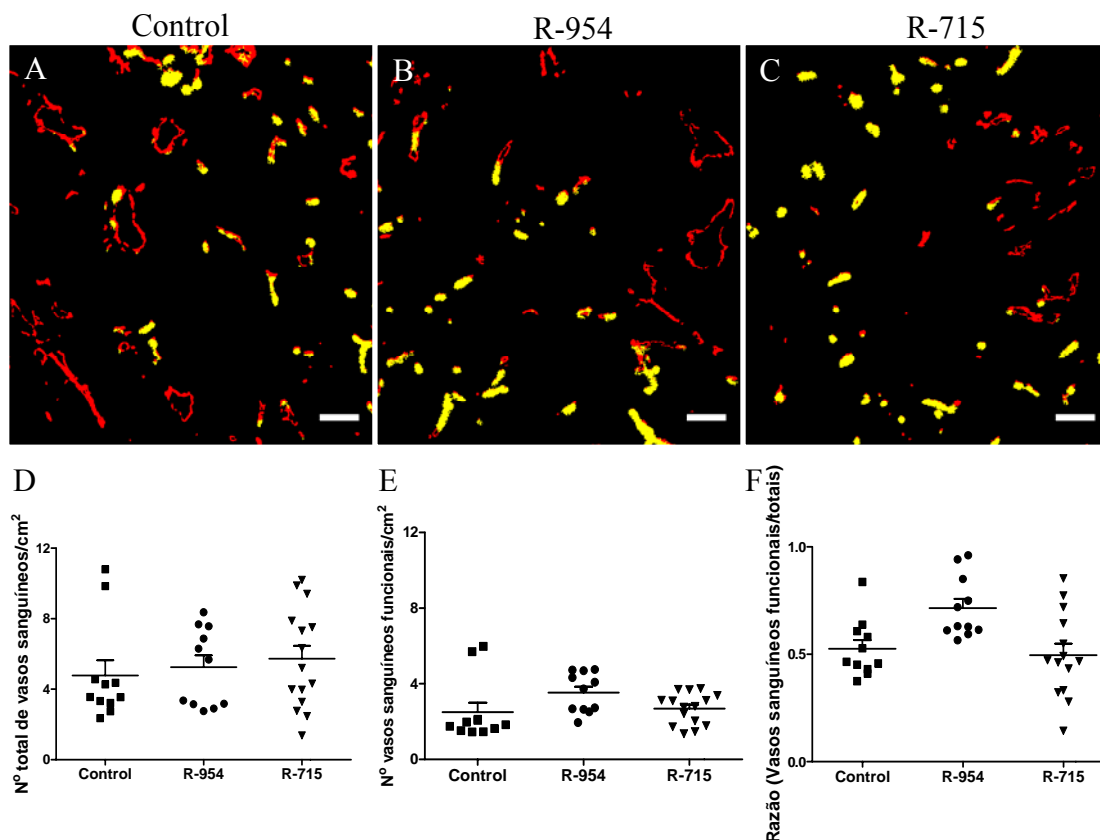 Control
R-954
R-715
A
B
C
D
Nº total de vasos sanguíneos/cm²
12
8
4
0
Control
R-954
R-715
E
Nº vasos sanguíneos funcionais/cm²
12
8
4
0
Control
R-954
R-715
F
Razão (Vasos sanguíneos funcionais/totais)
1.0
0.5
0.0
Control
R-954
R-715